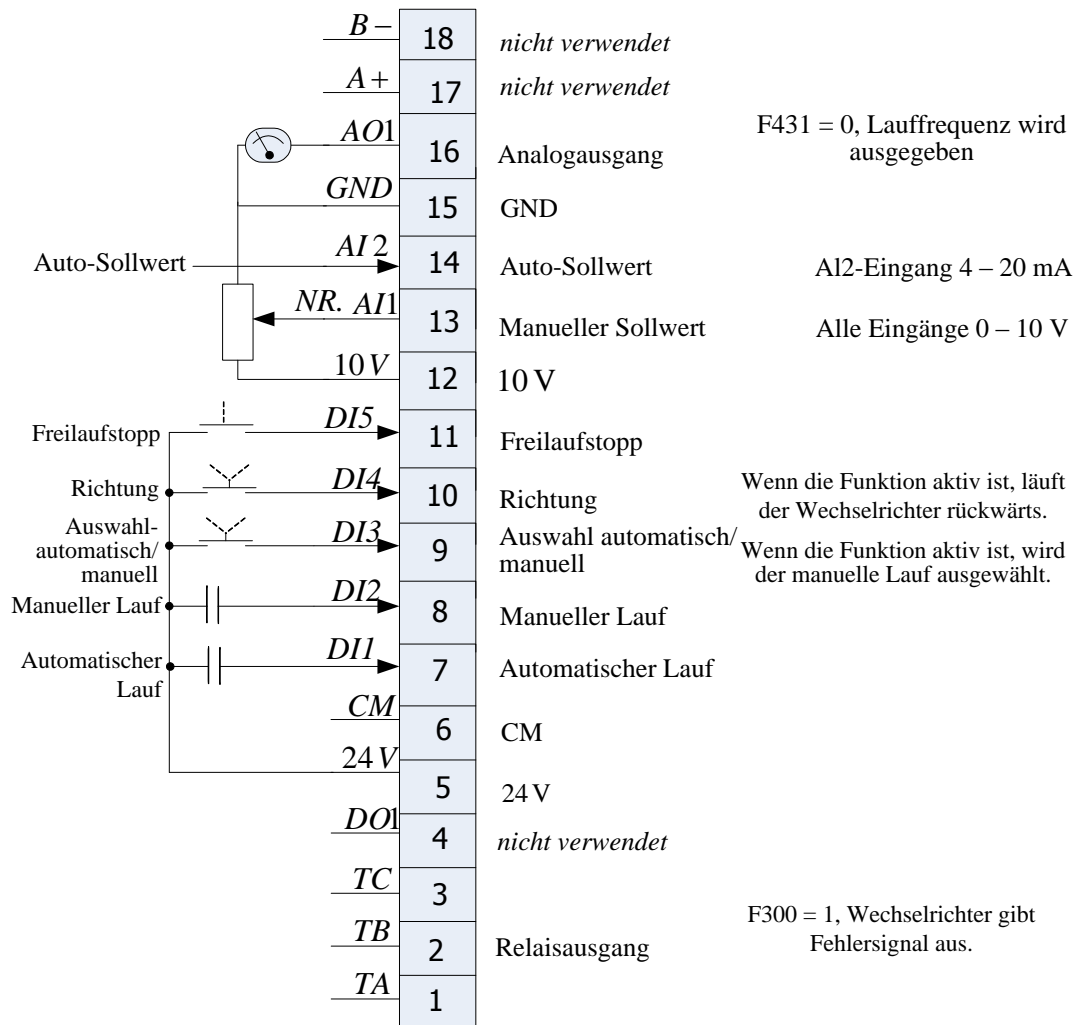 B – 18 nicht verwendet
A + 17 nicht verwendet
F431 = 0, Lauffrequenz wird
ausgegeben
AO1 16 Analogausgang
GND 15 GND
Auto-Sollwert AI 2 14 Auto-Sollwert Al2-Eingang 4 – 20 mA
NR. AI1 13 Manueller Sollwert Alle Eingänge 0 – 10 V
10 V 12 10 V
Freilaufstopp DI5 11 Freilaufstopp
Richtung DI4 10 Richtung
Wenn die Funktion aktiv ist, läuft
der Wechselrichter rückwärts.
Auswahl-
automatisch/
manuell
DI3 9
Auswahl automatisch/
manuell
Wenn die Funktion aktiv ist, wird
der manuelle Lauf ausgewählt.
Manueller Lauf DI2 8 Manueller Lauf
Automatischer
Lauf
DI1 7 Automatischer Lauf
CM 6 CM
24 V 5 24 V
DO1 4 nicht verwendet
TC 3
TB 2 Relaisausgang
F300 = 1, Wechselrichter gibt
Fehlersignal aus.
TA 1